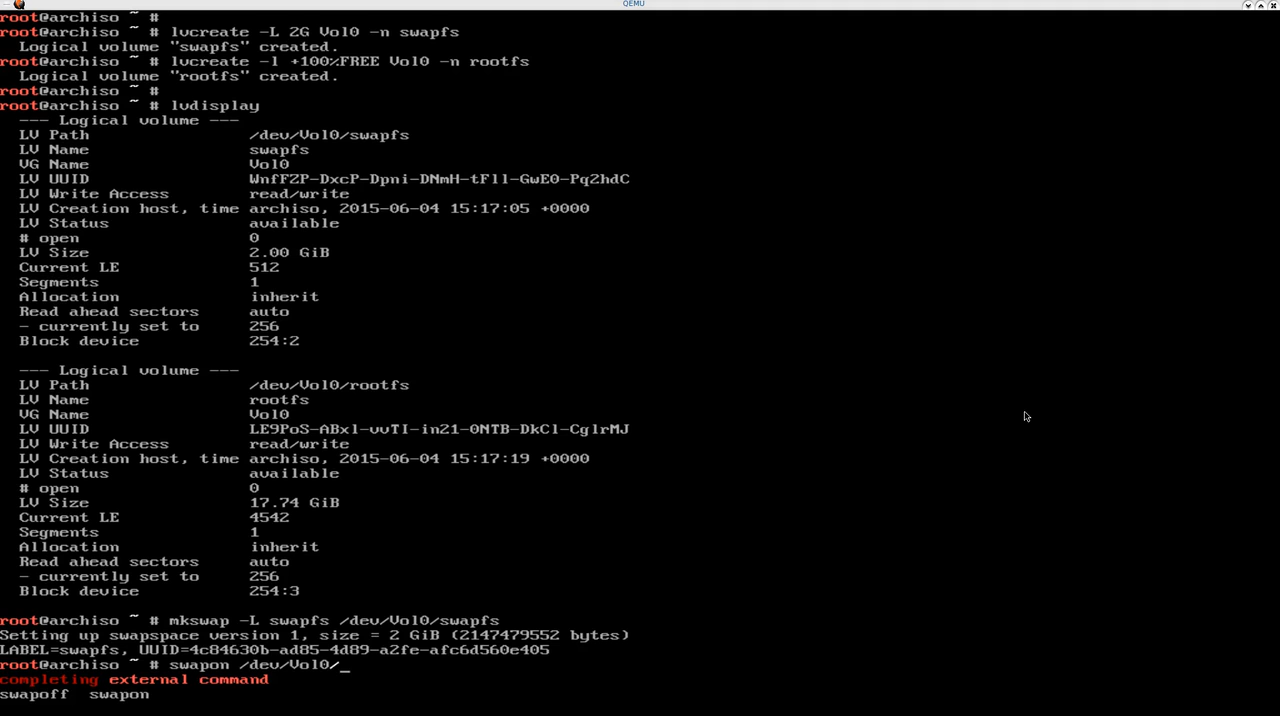 QEMU
root@archiso ~ #
root@archiso ~ # lvcreate -L 2G Vol0 -n swapfs
  Logical volume "swapfs" created.
root@archiso ~ # lvcreate -l +100%FREE Vol0 -n rootfs
  Logical volume "rootfs" created.
root@archiso ~ #
root@archiso ~ # lvdisplay
  --- Logical volume ---
  LV Path                /dev/Vol0/swapfs
  LV Name                swapfs
  VG Name                Vol0
  LV UUID                WnfFZP-DxcP-Dpni-DNmH-tFll-GwE0-Pq2hdC
  LV Write Access        read/write
  LV Creation host, time archiso, 2015-06-04 15:17:05 +0000
  LV Status              available
  # open                 0
  LV Size                2.00 GiB
  Current LE             512
  Segments               1
  Allocation             inherit
  Read ahead sectors     auto
  - currently set to     256
  Block device           254:2
  --- Logical volume ---
  LV Path                /dev/Vol0/rootfs
  LV Name                rootfs
  VG Name                Vol0
  LV UUID                LE9PoS-ABxl-vvTI-in21-0NTB-DkCl-CglrMJ
  LV Write Access        read/write
  LV Creation host, time archiso, 2015-06-04 15:17:19 +0000
  LV Status              available
  # open                 0
  LV Size                17.74 GiB
  Current LE             4542
  Segments               1
  Allocation             inherit
  Read ahead sectors     auto
  - currently set to     256
  Block device           254:3
root@archiso ~ # mkswap -L swapfs /dev/Vol0/swapfs
Setting up swapspace version 1, size = 2 GiB (2147479552 bytes)
LABEL=swapfs, UUID=4c84630b-ad85-4d89-a2fe-afc6d560e405
root@archiso ~ # swapon /dev/Vol0/_
completing external command
swapoff  swapon